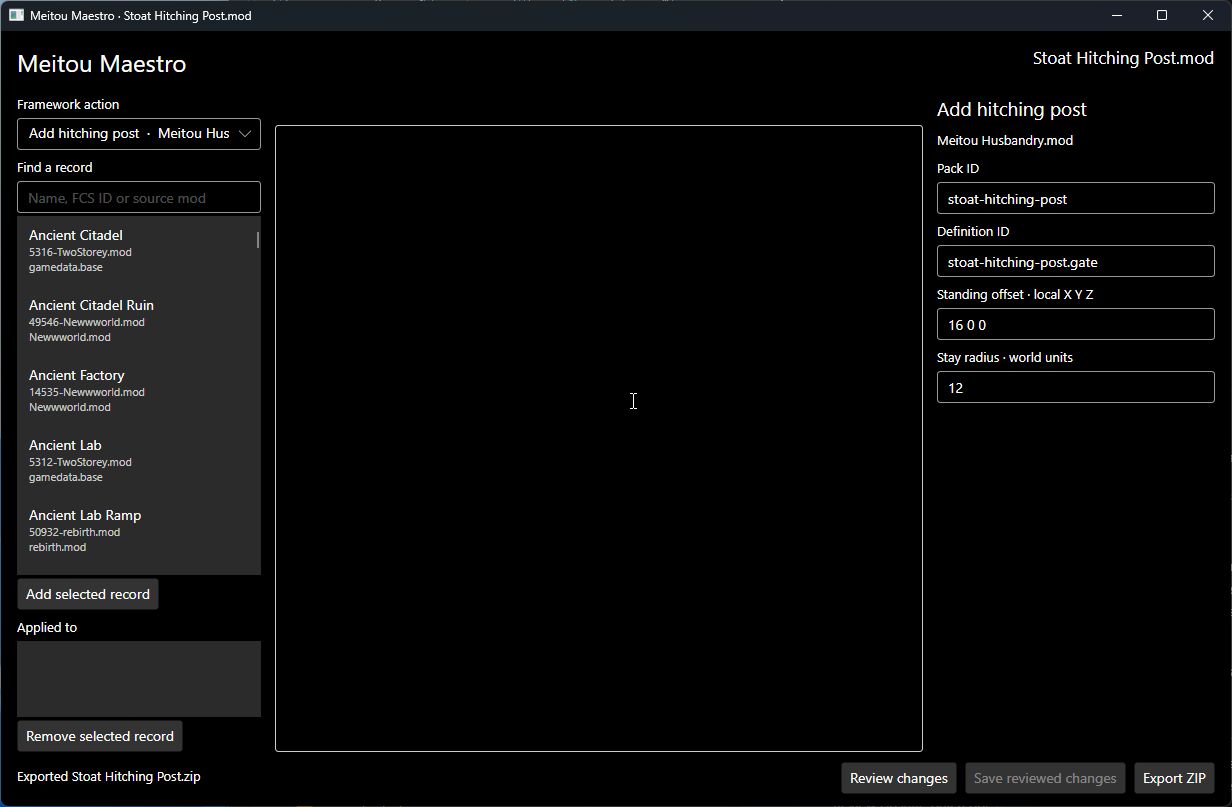 Meitou Maestro · Stoat Hitching Post.mod
Meitou Maestro
Stoat Hitching Post.mod
Framework action
Add hitching post · Meitou Hus
Find a record
Name, FCS ID or source mod
Ancient Citadel
5316-TwoStorey.mod
gamedata.base
Ancient Citadel Ruin
49546-Newwworld.mod
Newwworld.mod
Ancient Factory
14535-Newwworld.mod
Newwworld.mod
Ancient Lab
5312-TwoStorey.mod
gamedata.base
Ancient Lab Ramp
50932-rebirth.mod
rebirth.mod
Add selected record
Applied to
Remove selected record
Exported Stoat Hitching Post.zip
Add hitching post
Meitou Husbandry.mod
Pack ID
stoat-hitching-post
Definition ID
stoat-hitching-post.gate
Standing offset · local X Y Z
16 0 0
Stay radius · world units
12
Review changes
Save reviewed changes
Export ZIP